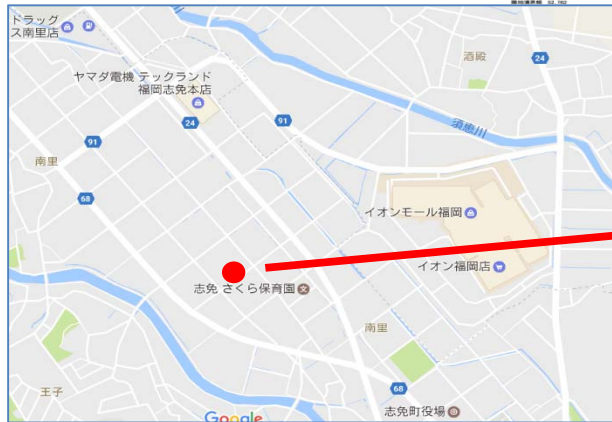 ドラッグ
ス南里店
ヤマダ電機 テックランド
福岡志免本店
酒殿
24
24
91
91
須恵川
南里
68
イオンモール福岡
イオン福岡店
志免 さくら保育園
文
南里
王子
68
志免町役場
Google